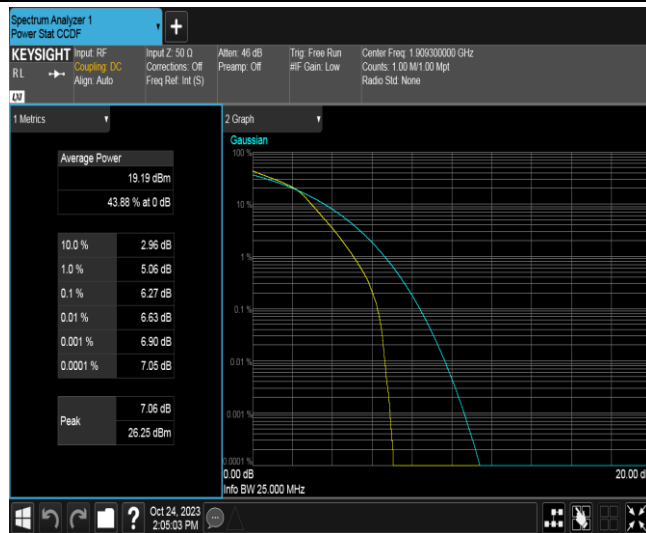 Spectrum Analyzer 1
Power Stat CCDF
+
KEYSIGHT
RL
LXI
Input: RF
Coupling: DC
Align: Auto
Input Z: 50 Ω
Corrections: Off
Freq Ref: Int (S)
Atten: 46 dB
Preamp: Off
Trig: Free Run
#IF Gain: Low
Center Freq: 1.909300000 GHz
Counts: 1.00 M/1.00 Mpt
Radio Std: None
1 Metrics
Average Power
19.19 dBm
43.88 % at 0 dB
10.0 % 2.96 dB
1.0 % 5.06 dB
0.1 % 6.27 dB
0.01 % 6.63 dB
0.001 % 6.90 dB
0.0001 % 7.05 dB
Peak
7.06 dB
26.25 dBm
2 Graph
Gaussian
100 %
10 %
1 %
0.1 %
0.01 %
0.001 %
0.0001 %
0.00 dB
20.00 d
Info BW 25.000 MHz
?
Oct 24, 2023
2:05:03 PM